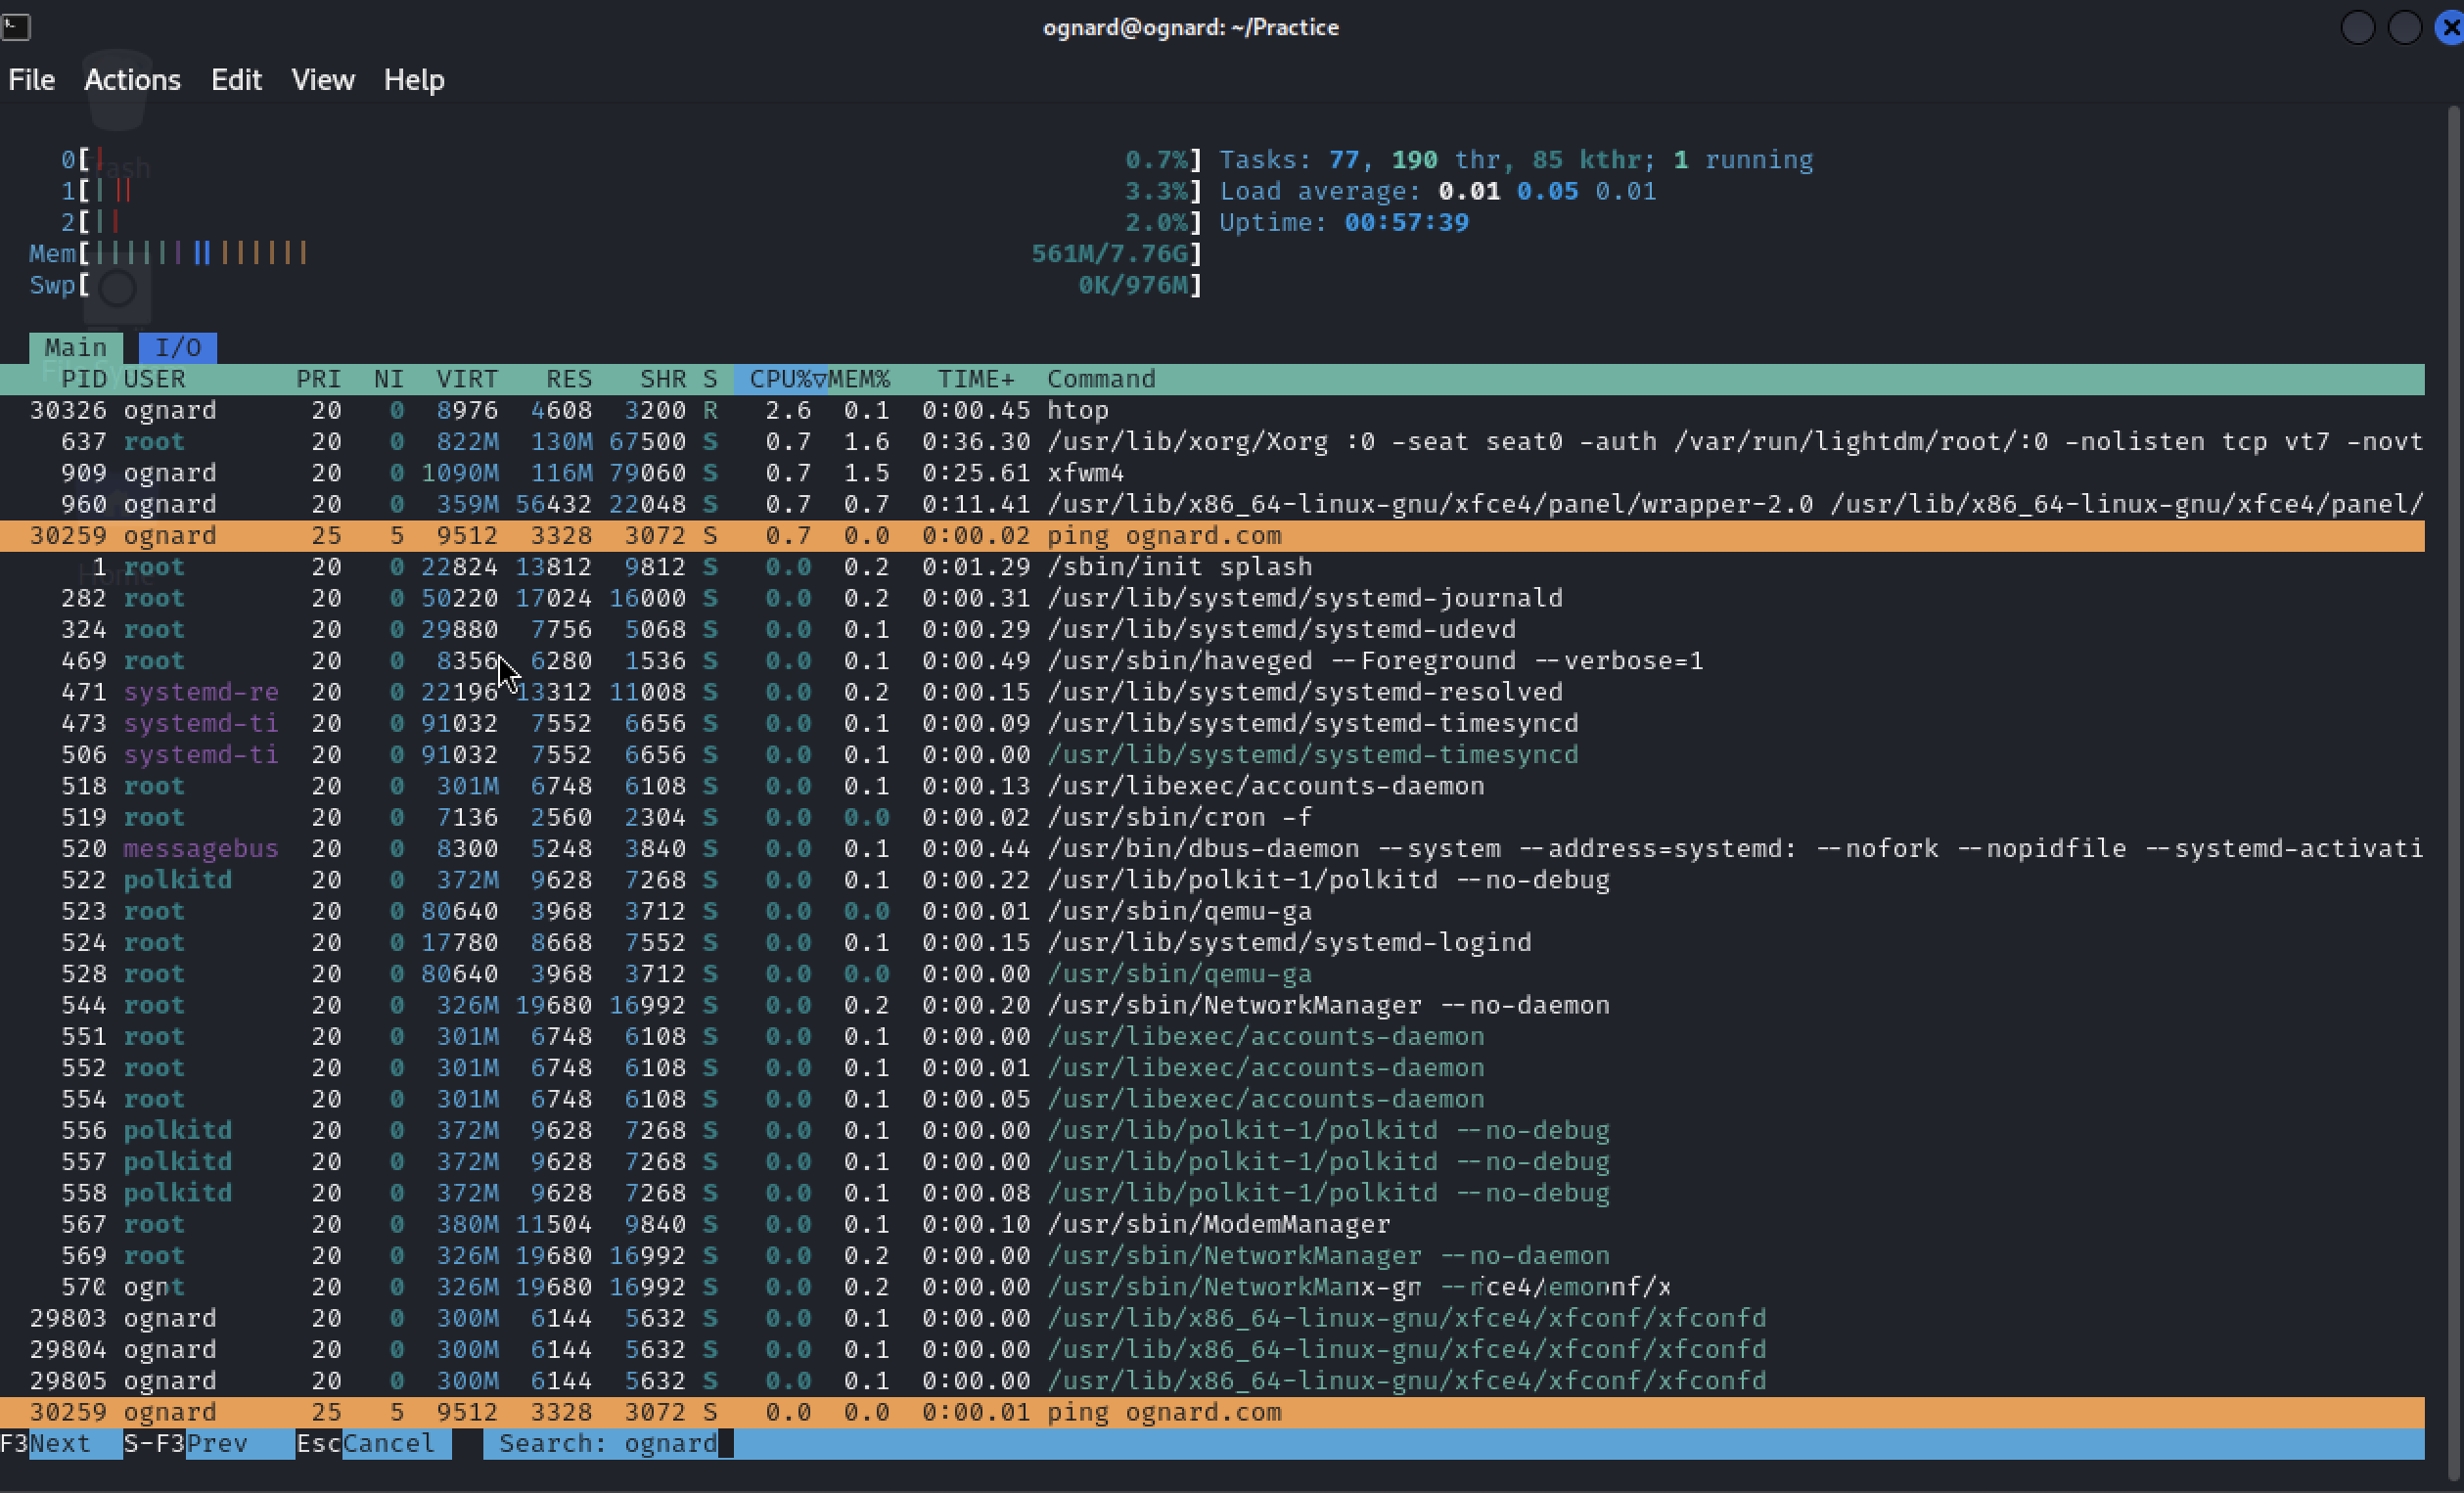 ognard@ognard: ~/Practice
File Actions Edit View Help
Trash
0[| 0.7%] Tasks: 77, 190 thr, 85 kthr; 1 running
1[||| 3.3%] Load average: 0.01 0.05 0.01
2[|| 2.0%] Uptime: 00:57:39
Mem[|||||||||||||| 561M/7.76G]
Swp[ 0K/976M]
Main I/O
PID USER PRI NI VIRT RES SHR S CPU%▽MEM% TIME+ Command
30326 ognard 20 0 8976 4608 3200 R 2.6 0.1 0:00.45 htop
637 root 20 0 822M 130M 67500 S 0.7 1.6 0:36.30 /usr/lib/xorg/Xorg :0 -seat seat0 -auth /var/run/lightdm/root/:0 -nolisten tcp vt7 -novt
909 ognard 20 0 1090M 116M 79060 S 0.7 1.5 0:25.61 xfwm4
960 ognard 20 0 359M 56432 22048 S 0.7 0.7 0:11.41 /usr/lib/x86_64-linux-gnu/xfce4/panel/wrapper-2.0 /usr/lib/x86_64-linux-gnu/xfce4/panel/
30259 ognard 25 5 9512 3328 3072 S 0.7 0.0 0:00.02 ping ognard.com
1 root 20 0 22824 13812 9812 S 0.0 0.2 0:01.29 /sbin/init splash
Home
282 root 20 0 50220 17024 16000 S 0.0 0.2 0:00.31 /usr/lib/systemd/systemd-journald
324 root 20 0 29880 7756 5068 S 0.0 0.1 0:00.29 /usr/lib/systemd/systemd-udevd
469 root 20 0 8356 6280 1536 S 0.0 0.1 0:00.49 /usr/sbin/haveged --Foreground --verbose=1
471 systemd-re 20 0 22196 13312 11008 S 0.0 0.2 0:00.15 /usr/lib/systemd/systemd-resolved
473 systemd-ti 20 0 91032 7552 6656 S 0.0 0.1 0:00.09 /usr/lib/systemd/systemd-timesyncd
506 systemd-ti 20 0 91032 7552 6656 S 0.0 0.1 0:00.00 /usr/lib/systemd/systemd-timesyncd
518 root 20 0 301M 6748 6108 S 0.0 0.1 0:00.13 /usr/libexec/accounts-daemon
519 root 20 0 7136 2560 2304 S 0.0 0.0 0:00.02 /usr/sbin/cron -f
520 messagebus 20 0 8300 5248 3840 S 0.0 0.1 0:00.44 /usr/bin/dbus-daemon --system --address=systemd: --nofork --nopidfile --systemd-activati
522 polkitd 20 0 372M 9628 7268 S 0.0 0.1 0:00.22 /usr/lib/polkit-1/polkitd --no-debug
523 root 20 0 80640 3968 3712 S 0.0 0.0 0:00.01 /usr/sbin/qemu-ga
524 root 20 0 17780 8668 7552 S 0.0 0.1 0:00.15 /usr/lib/systemd/systemd-logind
528 root 20 0 80640 3968 3712 S 0.0 0.0 0:00.00 /usr/sbin/qemu-ga
544 root 20 0 326M 19680 16992 S 0.0 0.2 0:00.20 /usr/sbin/NetworkManager --no-daemon
551 root 20 0 301M 6748 6108 S 0.0 0.1 0:00.00 /usr/libexec/accounts-daemon
552 root 20 0 301M 6748 6108 S 0.0 0.1 0:00.01 /usr/libexec/accounts-daemon
554 root 20 0 301M 6748 6108 S 0.0 0.1 0:00.05 /usr/libexec/accounts-daemon
556 polkitd 20 0 372M 9628 7268 S 0.0 0.1 0:00.00 /usr/lib/polkit-1/polkitd --no-debug
557 polkitd 20 0 372M 9628 7268 S 0.0 0.1 0:00.00 /usr/lib/polkit-1/polkitd --no-debug
558 polkitd 20 0 372M 9628 7268 S 0.0 0.1 0:00.08 /usr/lib/polkit-1/polkitd --no-debug
567 root 20 0 380M 11504 9840 S 0.0 0.1 0:00.10 /usr/sbin/ModemManager
569 root 20 0 326M 19680 16992 S 0.0 0.2 0:00.00 /usr/sbin/NetworkManager --no-daemon
20 0 326M 19680 16992 S 0.0 0.2 0:00.00
29803 ognard 20 0 300M 6144 5632 S 0.0 0.1 0:00.00 /usr/lib/x86_64-linux-gnu/xfce4/xfconf/xfconfd
29804 ognard 20 0 300M 6144 5632 S 0.0 0.1 0:00.00 /usr/lib/x86_64-linux-gnu/xfce4/xfconf/xfconfd
29805 ognard 20 0 300M 6144 5632 S 0.0 0.1 0:00.00 /usr/lib/x86_64-linux-gnu/xfce4/xfconf/xfconfd
30259 ognard 25 5 9512 3328 3072 S 0.0 0.0 0:00.01 ping ognard.com
F3Next S-F3Prev EscCancel Search: ognard